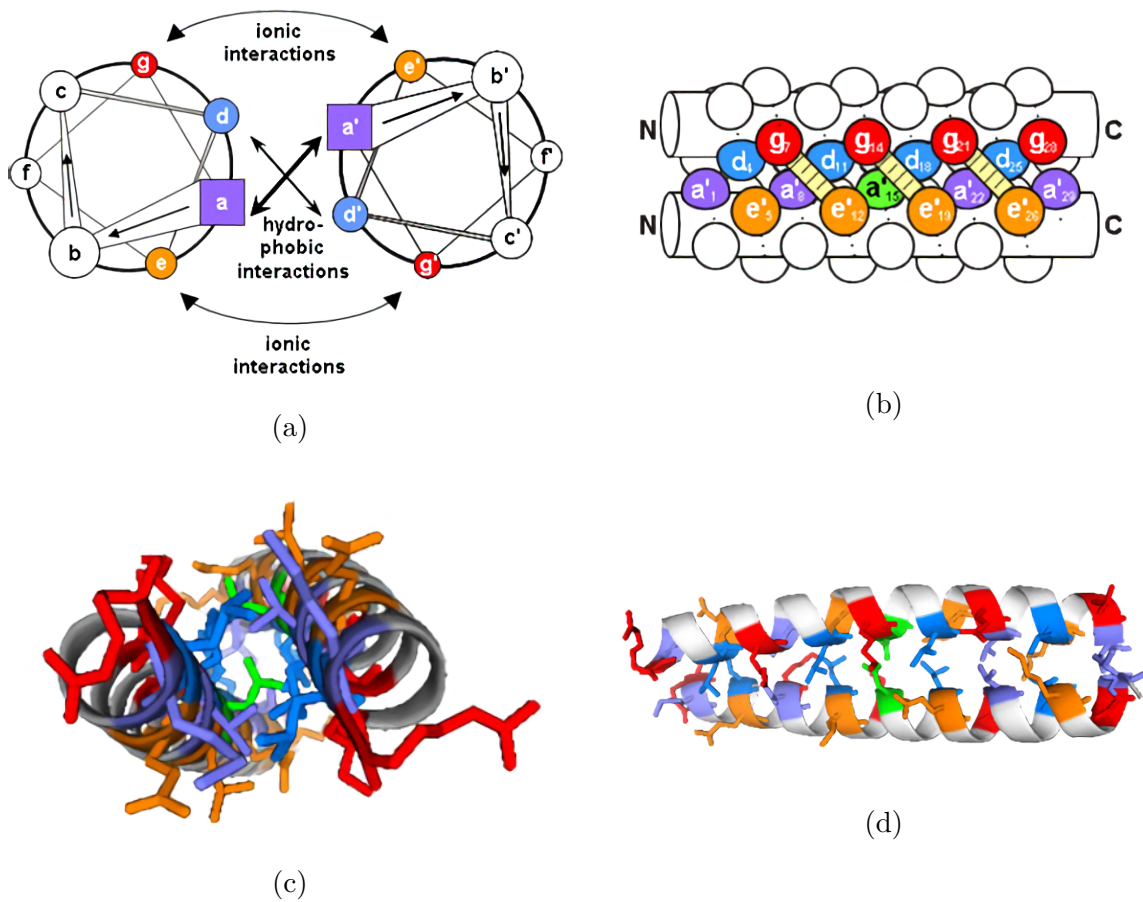 ionic
interactions
g
e'
c
d
b'
a'
f
f'
a
d'
b
e
hydro-
phobic
interactions
c'
g'
ionic
interactions
(a)
N
g7
g14
g21
g28
C
d4
d11
d18
d25
a'1
a'8
a'15
a'22
a'29
N
e'5
e'12
e'19
e'26
C
(b)
(c)
(d)